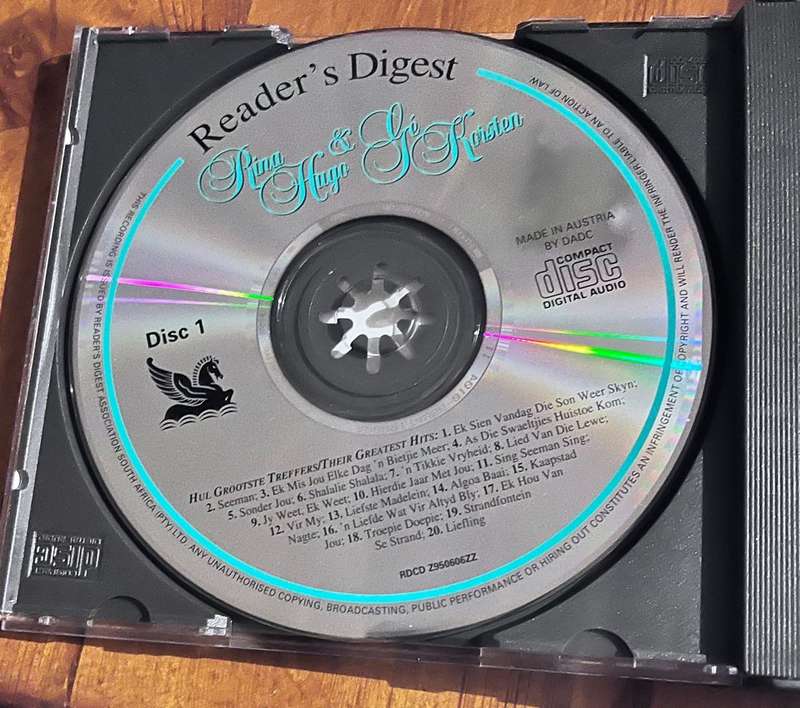 Reader's Digest
Rina & Gé
Hugo Korsten
MADE IN AUSTRIA
BY DADC
COMPACT
disc
DIGITAL AUDIO
Disc 1
HUL GROOTSTE TREFFERS/THEIR GREATEST HITS: 1. Ek Sien Vandag Die Son Weer Skyn;
2. Seeman; 3. Ek Mis Jou Elke Dag 'n Bietjie Meer; 4. As Die Swaeltjies Huistoe Kom;
5. Sonder Jou; 6. Shalalie Shalala; 7. 'n Tikkie Vryheid; 8. Lied Van Die Lewe;
9. Jy Weet, Ek Weet; 10. Hierdie Jaar Met Jou; 11. Sing Seeman Sing;
12. Vir My; 13. Liefste Madelein; 14. Algoa Baai; 15. Kaapstad
Nagte; 16. 'n Liefde Wat Vir Altyd Bly; 17. Ek Hou Van
Jou; 18. Troepie Doepie; 19. Strandfontein
Se Strand; 20. Liefling
RDCD Z950606ZZ
THIS RECORDING IS ISSUED BY READER'S DIGEST ASSOCIATION SOUTH AFRICA (PTY) LTD. ANY UNAUTHORISED COPYING, BROADCASTING, PUBLIC PERFORMANCE OR HIRING OUT CONSTITUTES AN INFRINGEMENT OF COPYRIGHT AND WILL RENDER THE INFRINGER LIABLE TO AN ACTION OF LAW.
disc